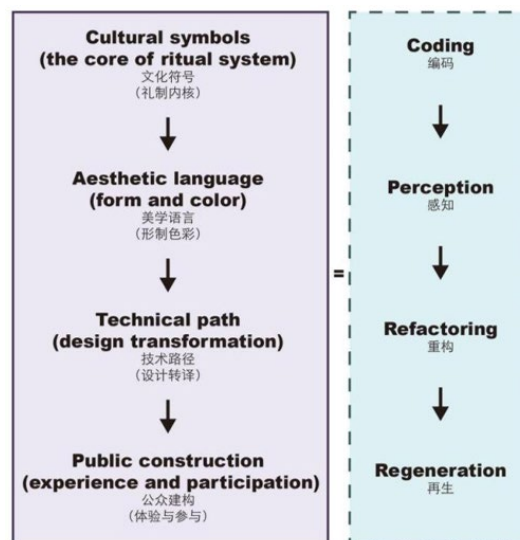 Cultural symbols
(the core of ritual system)
文化符号
（礼制内核）
Aesthetic language
(form and color)
美学语言
（形制色彩）
Technical path
(design transformation)
技术路径
（设计转译）
Public construction
(experience and participation)
公众建构
（体验与参与）
=
Coding
编码
Perception
感知
Refactoring
重构
Regeneration
再生